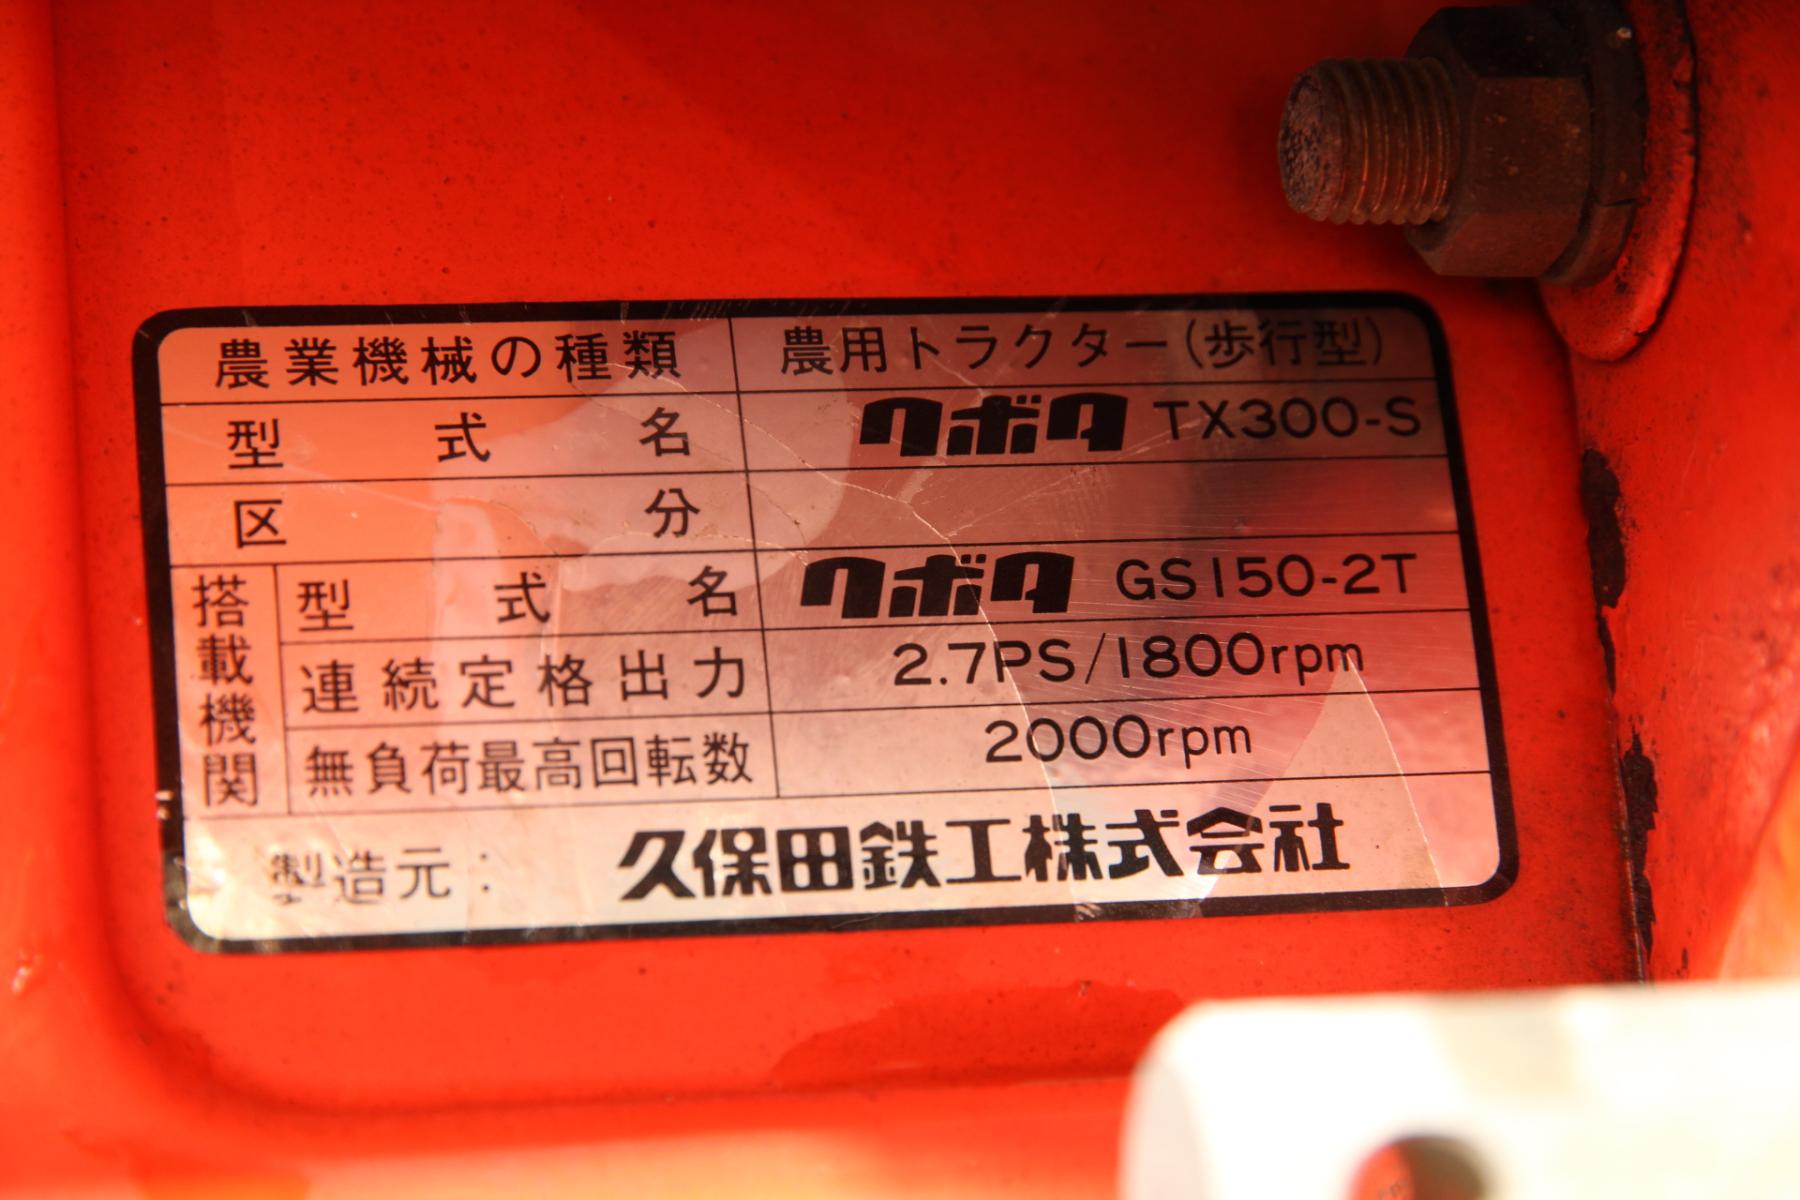 農業機械の種類 農用トラクター(歩行型)
型式名 クボタ TX300-S
区分
搭載機関
型式名 クボタ GS150-2T
連続定格出力 2.7PS/1800rpm
無負荷最高回転数 2000rpm
製造元: 久保田鉄工株式会社